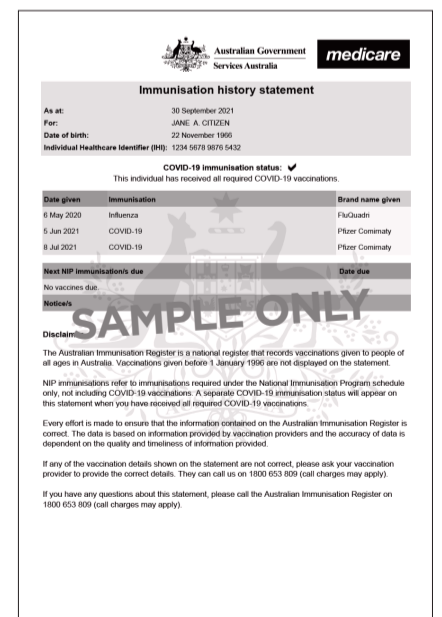 Australian Government
Services Australia
medicare
Immunisation history statement
As at: 30 September 2021
For: JANE A. CITIZEN
Date of birth: 22 November 1966
Individual Healthcare Identifier (IHI): 1234 5678 9876 5432
COVID-19 immunisation status: ✔
This individual has received all required COVID-19 vaccinations.
Date given Immunisation Brand name given
6 May 2020 Influenza FluQuadri
5 Jun 2021 COVID-19 Pfizer Comirnaty
8 Jul 2021 COVID-19 Pfizer Comirnaty
Next NIP immunisation/s due Date due
No vaccines due.
Notice/s
SAMPLE ONLY
Disclaimer
The Australian Immunisation Register is a national register that records vaccinations given to people of
all ages in Australia. Vaccinations given before 1 January 1996 are not displayed on the statement.
NIP immunisations refer to immunisations required under the National Immunisation Program schedule
only, not including COVID-19 vaccinations. A separate COVID-19 immunisation status will appear on
this statement when you have received all required COVID-19 vaccinations.
Every effort is made to ensure that the information contained on the Australian Immunisation Register is
correct. The data is based on information provided by vaccination providers and the accuracy of data is
dependent on the quality and timeliness of information provided.
If any of the vaccination details shown on the statement are not correct, please ask your vaccination
provider to provide the correct details. They can call us on 1800 653 809 (call charges may apply).
If you have any questions about this statement, please call the Australian Immunisation Register on
1800 653 809 (call charges may apply).